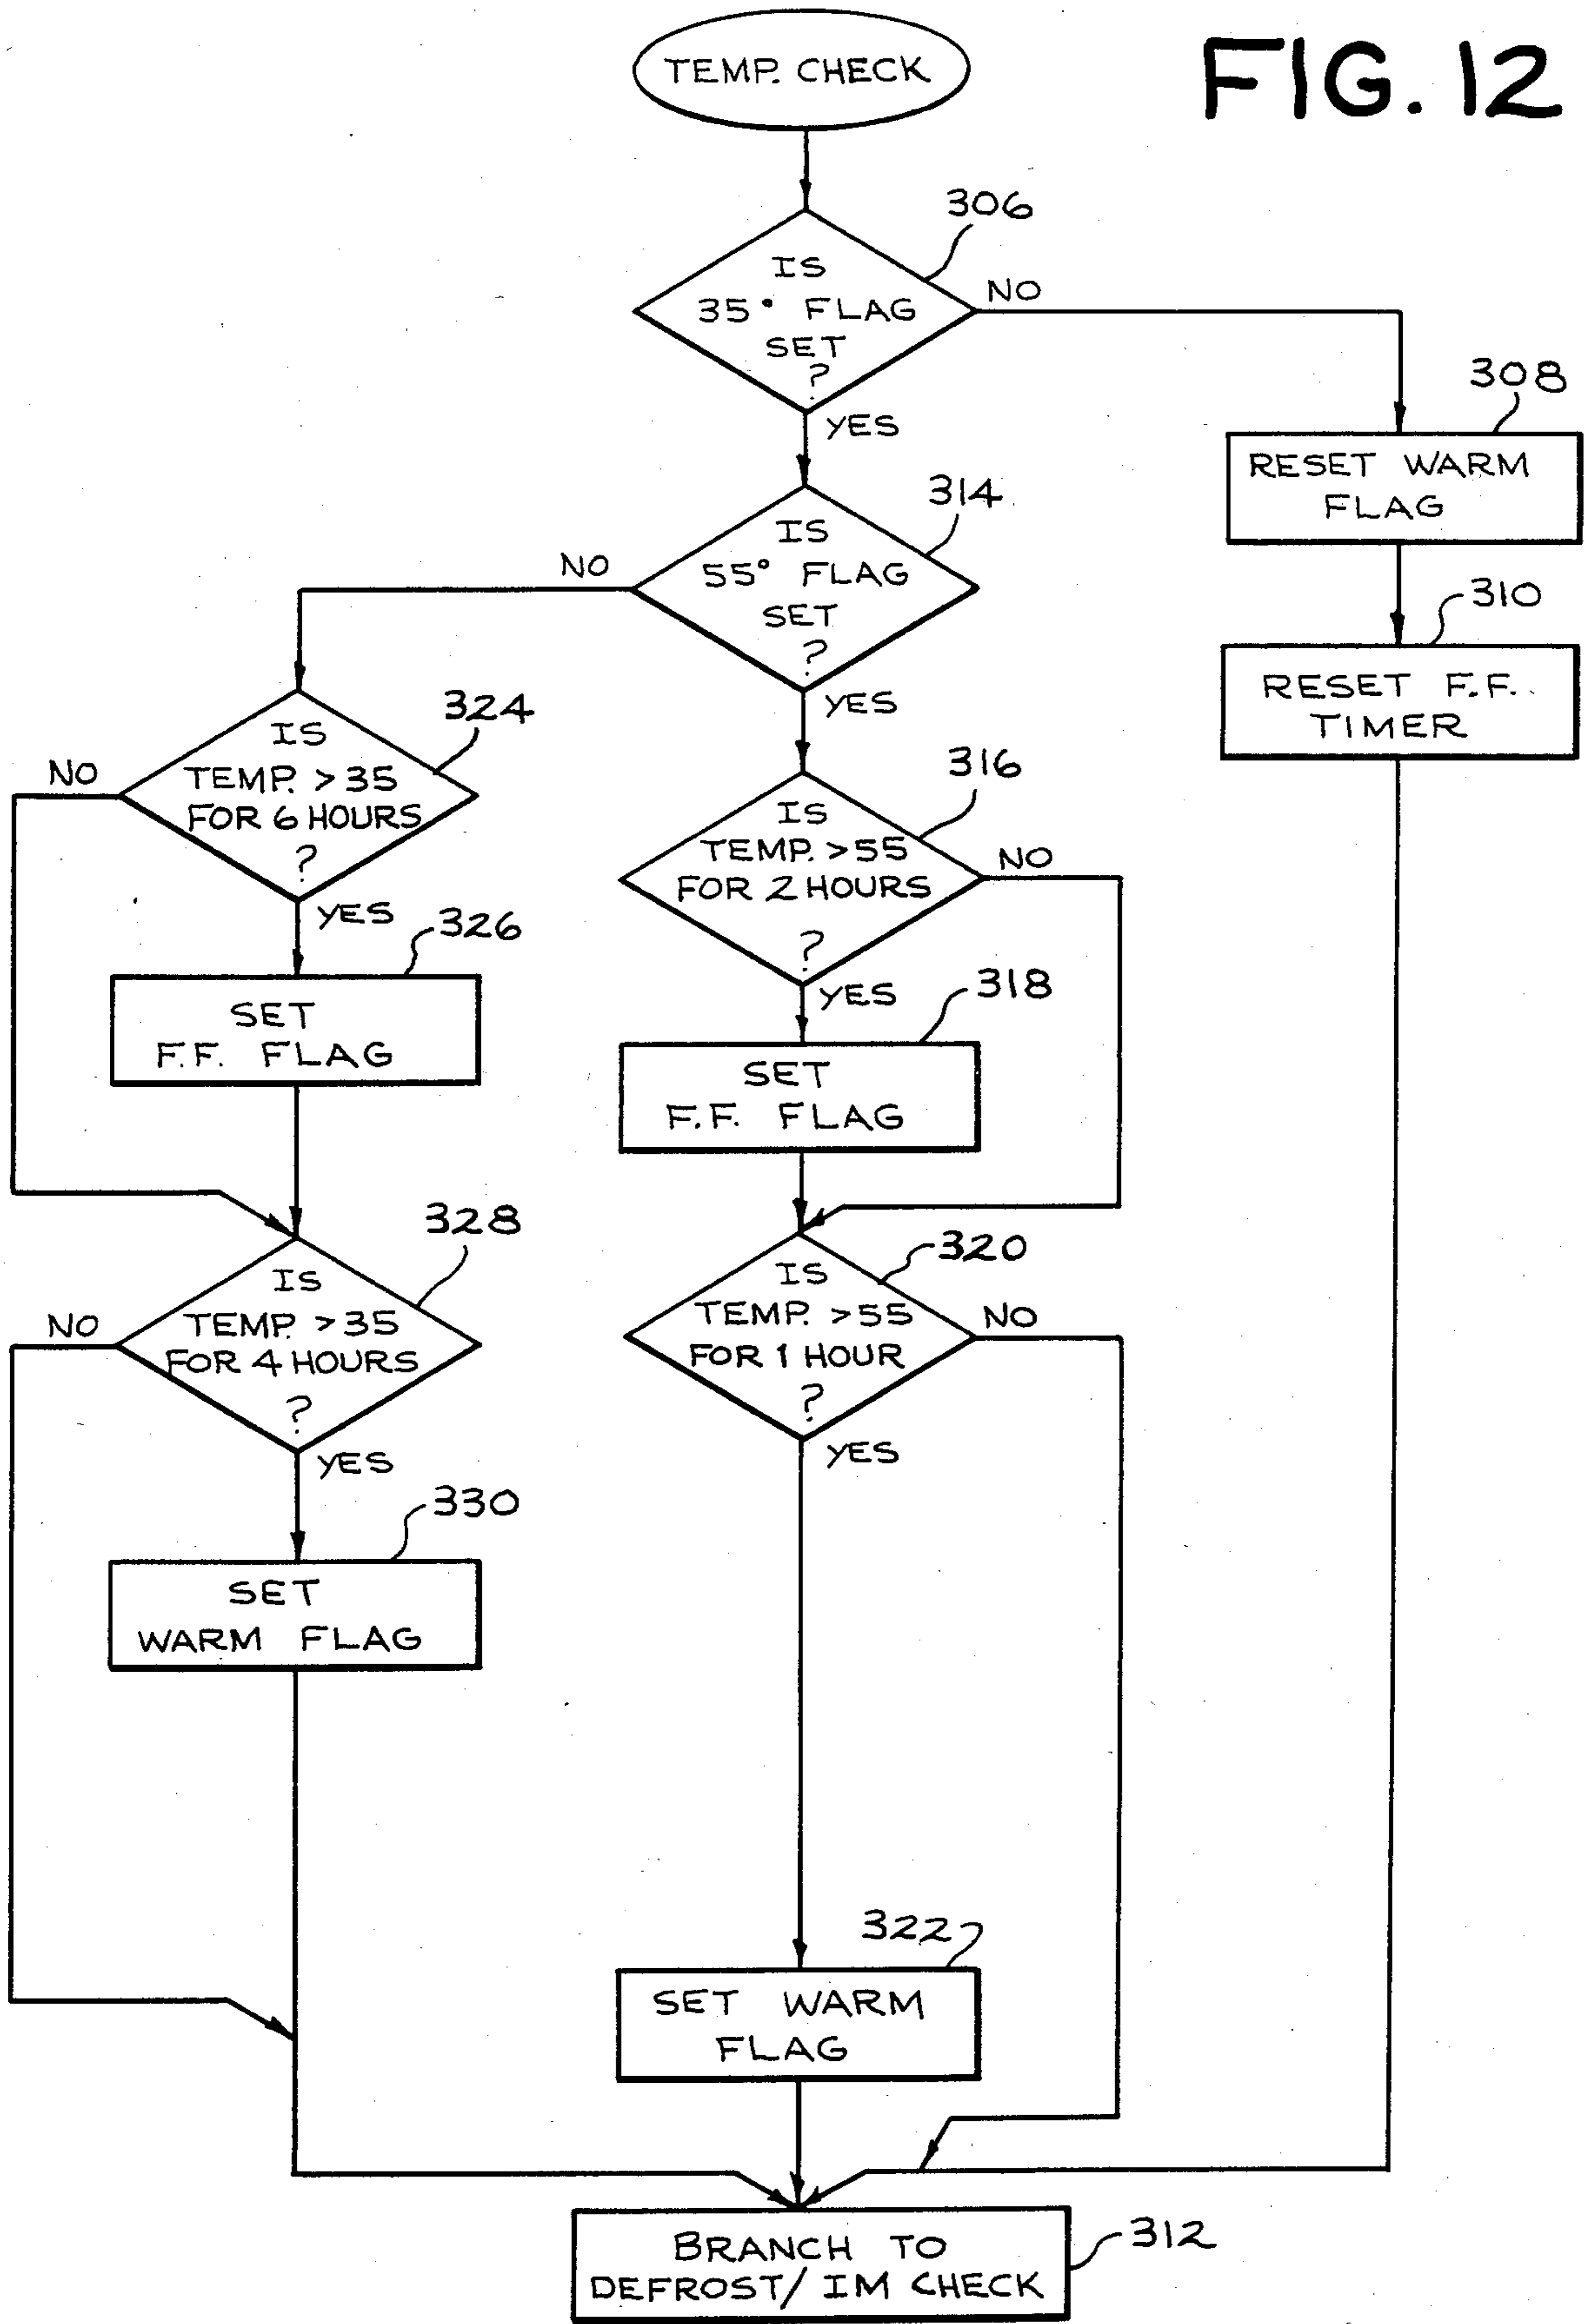 FIG. 12
TEMP. CHECK
306
IS
35° FLAG
SET
?
NO
YES
308
RESET WARM
FLAG
310
RESET F.F.
TIMER
314
IS
55° FLAG
SET
?
NO
YES
324
IS
TEMP. >35
FOR 6 HOURS
?
NO
YES
316
IS
TEMP. >55
FOR 2 HOURS
?
NO
YES
326
SET
F.F. FLAG
318
SET
F.F. FLAG
328
IS
TEMP. >35
FOR 4 HOURS
?
NO
YES
320
IS
TEMP. >55
FOR 1 HOUR
?
NO
YES
330
SET
WARM FLAG
322
SET WARM
FLAG
312
BRANCH TO
DEFROST/ IM CHECK